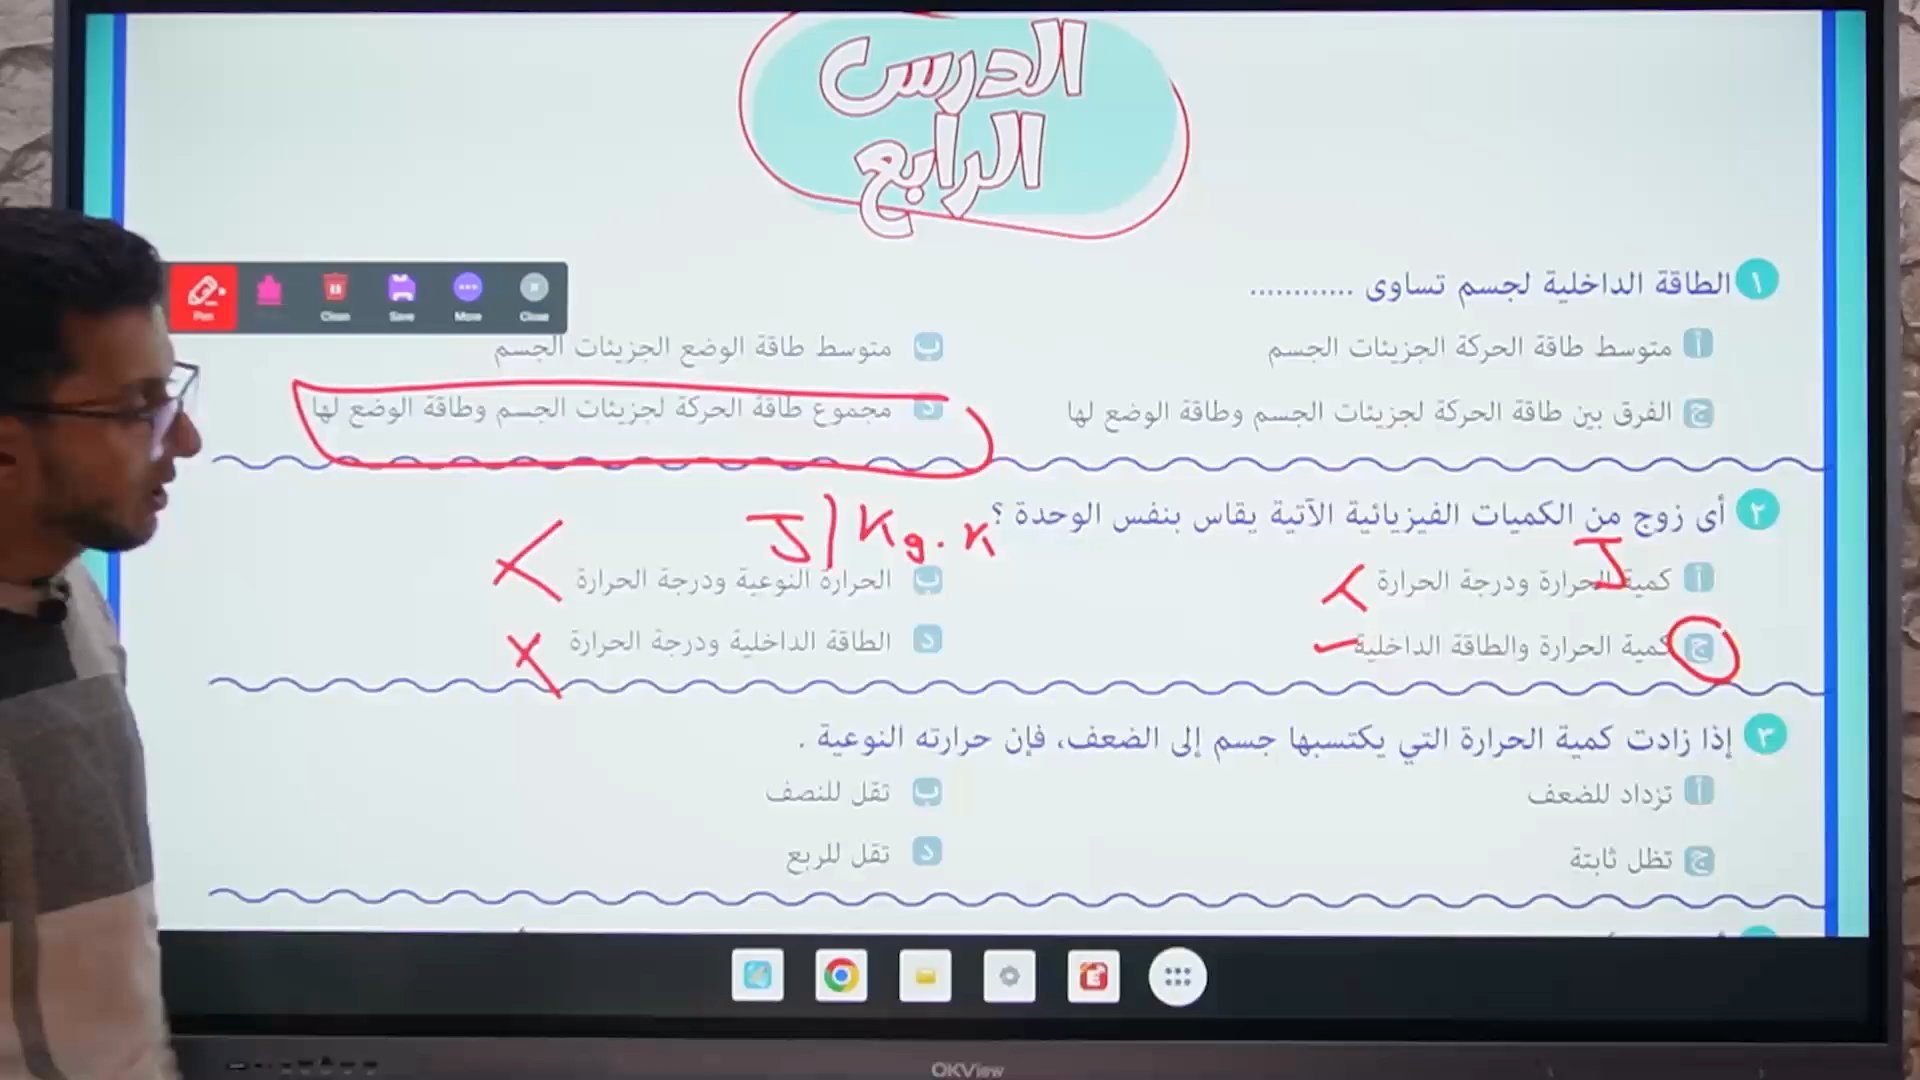 الدرس
الرابع
١ الطاقة الداخلية لجسم تساوى ............
أ متوسط طاقة الحركة الجزيئات الجسم
ب متوسط طاقة الوضع الجزيئات الجسم
ج الفرق بين طاقة الحركة لجزيئات الجسم وطاقة الوضع لها
د مجموع طاقة الحركة لجزيئات الجسم وطاقة الوضع لها
٢ أى زوج من الكميات الفيزيائية الآتية يقاس بنفس الوحدة ؟
J / Kg . K
J
أ كمية الحرارة ودرجة الحرارة
ب الحرارة النوعية ودرجة الحرارة
ج كمية الحرارة والطاقة الداخلية
د الطاقة الداخلية ودرجة الحرارة
٣ إذا زادت كمية الحرارة التي يكتسبها جسم إلى الضعف، فإن حرارته النوعية .
أ تزداد للضعف
ب تقل للنصف
ج تظل ثابتة
د تقل للربع
Pen Clean Save More Close
OKView